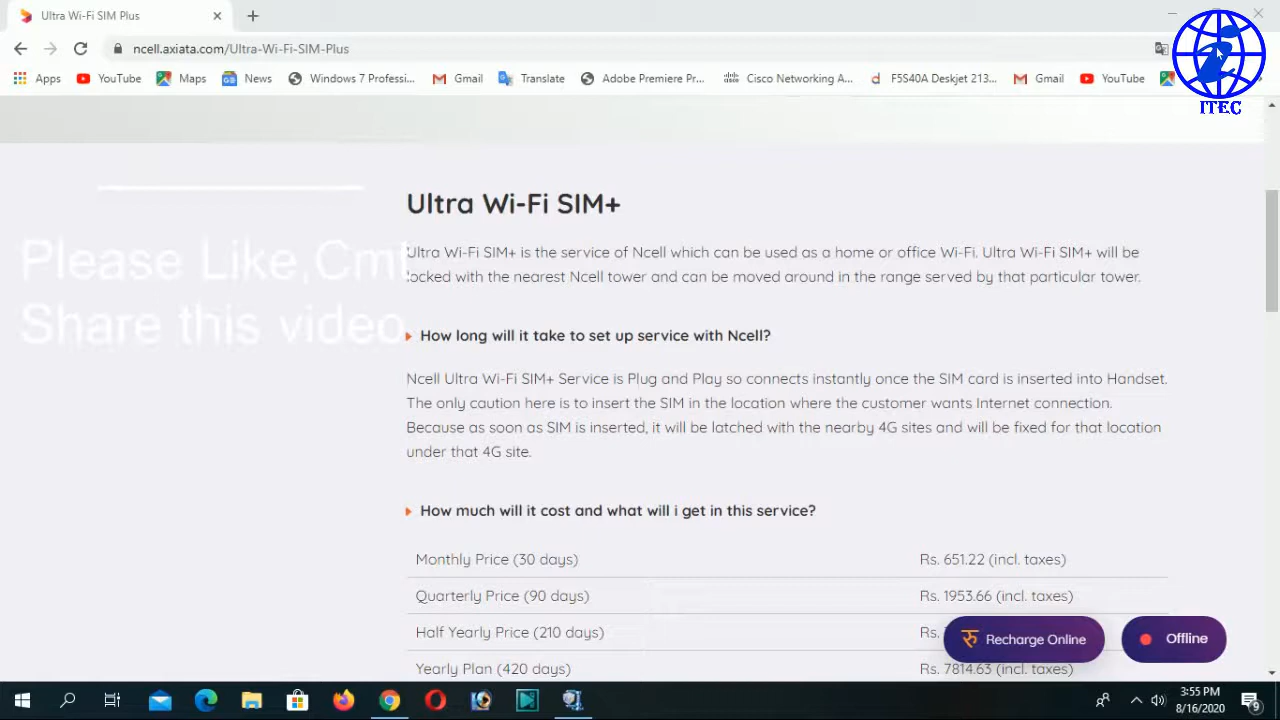 Ultra Wi-Fi SIM Plus
ncell.axiata.com/Ultra-Wi-Fi-SIM-Plus
Apps YouTube Maps News Windows 7 Professi... Gmail Translate Adobe Premiere Pr... Cisco Networking A... F5S40A Deskjet 213... Gmail YouTube
ITEC
Ultra Wi-Fi SIM+
Please Like,Cmt
Share this video
Ultra Wi-Fi SIM+ is the service of Ncell which can be used as a home or office Wi-Fi. Ultra Wi-Fi SIM+ will be
locked with the nearest Ncell tower and can be moved around in the range served by that particular tower.
How long will it take to set up service with Ncell?
Ncell Ultra Wi-Fi SIM+ Service is Plug and Play so connects instantly once the SIM card is inserted into Handset.
The only caution here is to insert the SIM in the location where the customer wants Internet connection.
Because as soon as SIM is inserted, it will be latched with the nearby 4G sites and will be fixed for that location
under that 4G site.
How much will it cost and what will i get in this service?
Monthly Price (30 days) Rs. 651.22 (incl. taxes)
Quarterly Price (90 days) Rs. 1953.66 (incl. taxes)
Half Yearly Price (210 days) Rs.
रु Recharge Online
Offline
Yearly Plan (420 days) Rs. 7814.63 (incl. taxes)
3:55 PM
8/16/2020
9